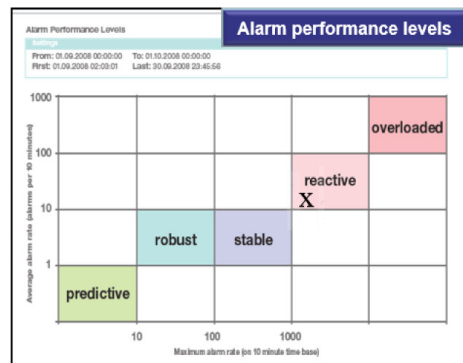 Alarm performance levels
Alarm Performance Levels
Settings
From: 01.09.2008 00:00:00 To: 01.10.2008 00:00:00
First: 01.09.2008 02:03:01 Last: 30.09.2008 23:45:56
Average alarm rate (alarms per 10 minutes)
1000
overloaded
100
reactive
X
10
robust stable
1
predictive
10 100 1000
Maximum alarm rate (on 10 minute time base)